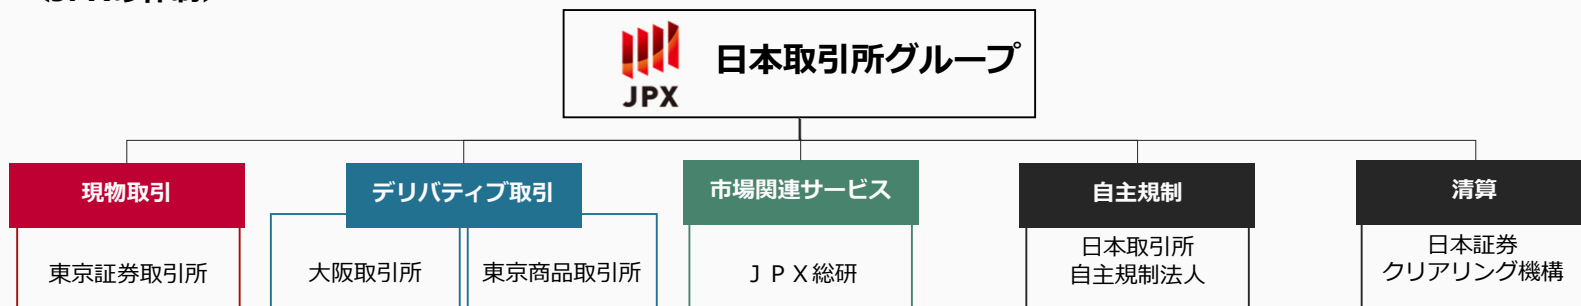 日本取引所グループ
JPX
現物取引
デリバティブ取引
市場関連サービス
自主規制
清算
東京証券取引所
大阪取引所
東京商品取引所
ＪＰＸ総研
日本取引所
自主規制法人
日本証券
クリアリング機構